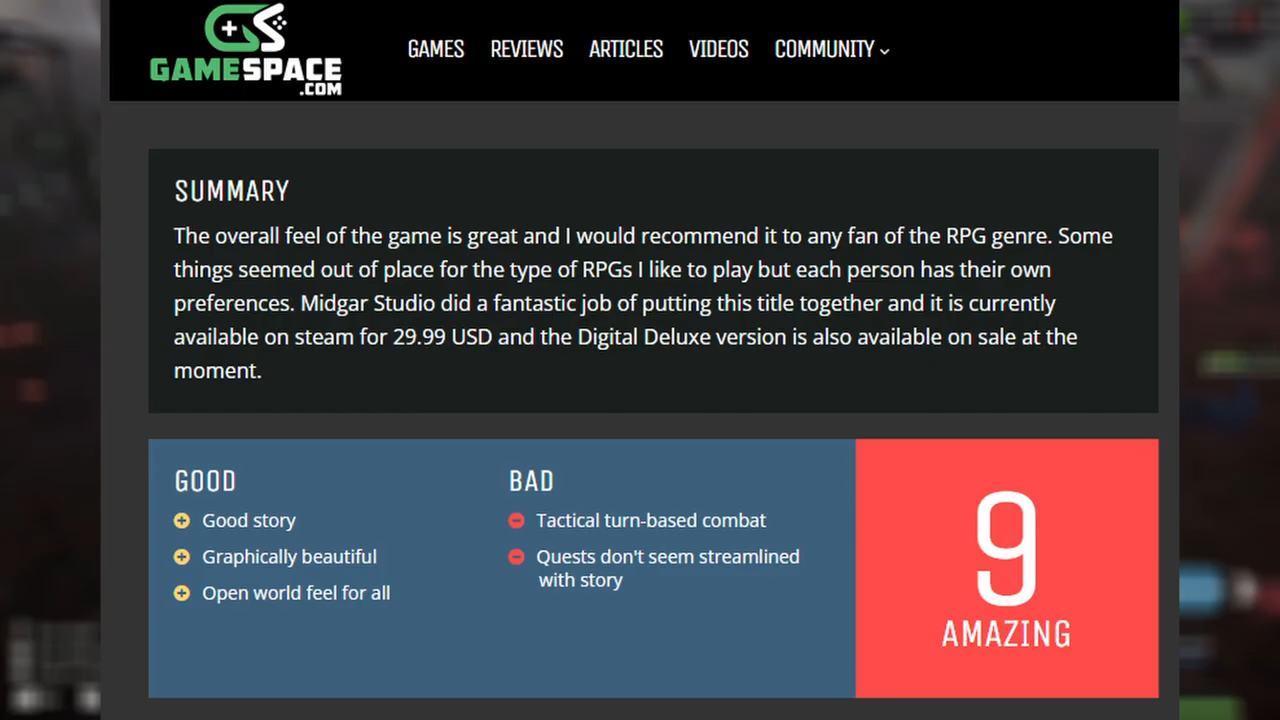 GAMESPACE
.COM
GAMES REVIEWS ARTICLES VIDEOS COMMUNITY
SUMMARY
The overall feel of the game is great and I would recommend it to any fan of the RPG genre. Some
things seemed out of place for the type of RPGs I like to play but each person has their own
preferences. Midgar Studio did a fantastic job of putting this title together and it is currently
available on steam for 29.99 USD and the Digital Deluxe version is also available on sale at the
moment.
GOOD
Good story
Graphically beautiful
Open world feel for all
BAD
Tactical turn-based combat
Quests don't seem streamlined
with story
9
AMAZING